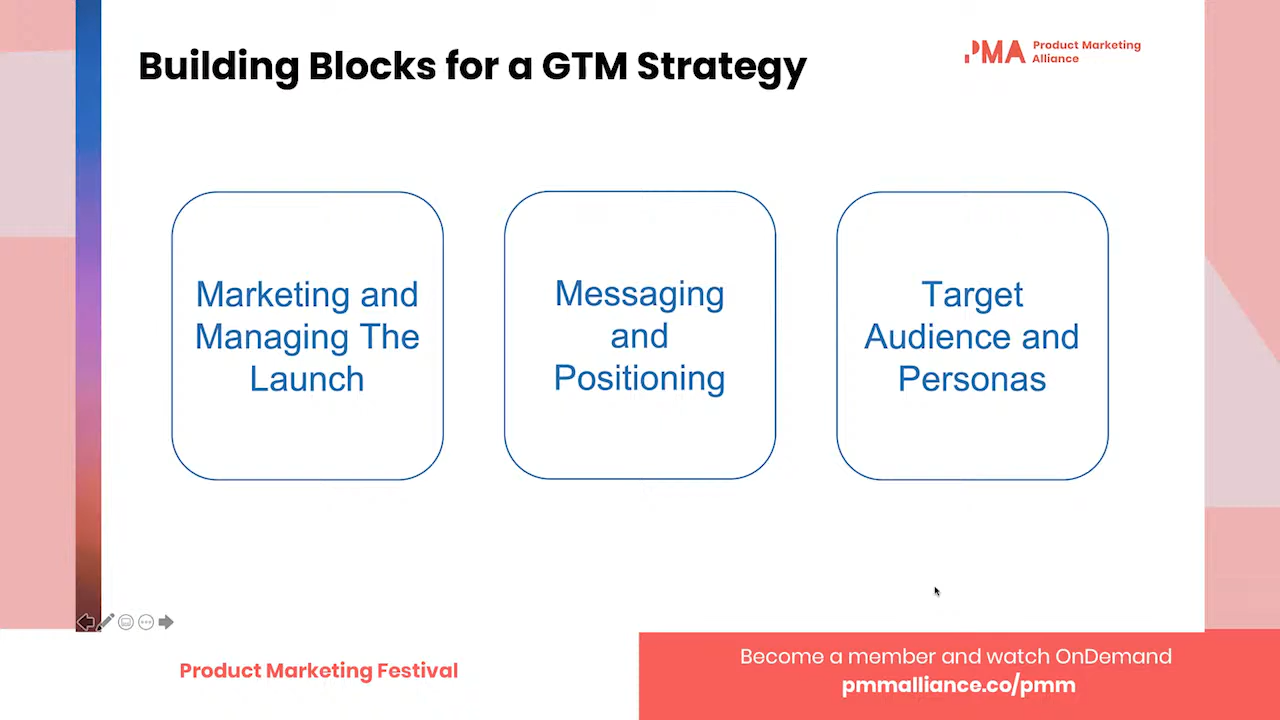 Building Blocks for a GTM Strategy
PMA Product Marketing
Alliance
Marketing and
Managing The
Launch
Messaging
and
Positioning
Target
Audience and
Personas
Product Marketing Festival
Become a member and watch OnDemand
pmmalliance.co/pmm